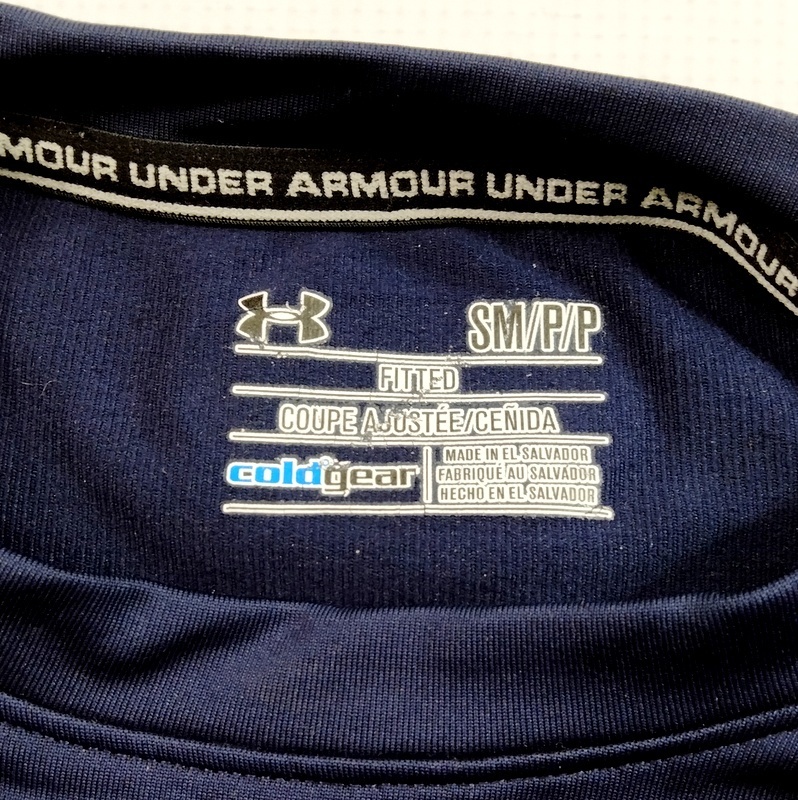 MOUR UNDER ARMOUR UNDER ARMOUR
SM/P/P
FITTED
COUPE AJUSTÉE/CEÑIDA
coldgear
MADE IN EL SALVADOR
FABRIQUÉ AU SALVADOR
HECHO EN EL SALVADOR